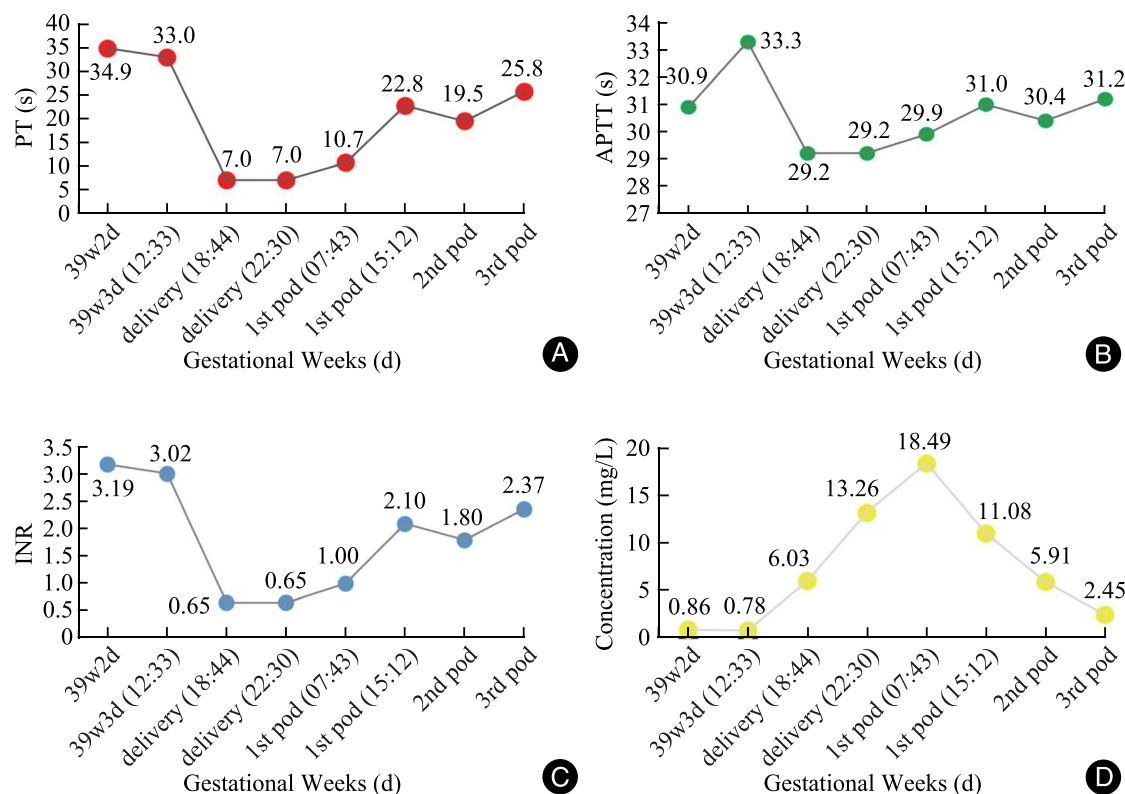 40
35
30
25
20
15
10
5
0
PT (s)
34.9
33.0
7.0
7.0
10.7
22.8
19.5
25.8
39w2d
39w3d (12:33)
delivery (18:44)
delivery (22:30)
1st pod (07:43)
1st pod (15:12)
2nd pod
3rd pod
Gestational Weeks (d)
A
34
33
32
31
30
29
28
27
APTT (s)
30.9
33.3
29.2
29.2
29.9
31.0
30.4
31.2
39w2d
39w3d (12:33)
delivery (18:44)
delivery (22:30)
1st pod (07:43)
1st pod (15:12)
2nd pod
3rd pod
Gestational Weeks (d)
B
3.5
3.0
2.5
2.0
1.5
1.0
0.5
0
INR
3.19
3.02
0.65
0.65
1.00
2.10
1.80
2.37
39w2d
39w3d (12:33)
delivery (18:44)
delivery (22:30)
1st pod (07:43)
1st pod (15:12)
2nd pod
3rd pod
Gestational Weeks (d)
C
20
15
10
5
0
Concentration (mg/L)
0.86
0.78
6.03
13.26
18.49
11.08
5.91
2.45
39w2d
39w3d (12:33)
delivery (18:44)
delivery (22:30)
1st pod (07:43)
1st pod (15:12)
2nd pod
3rd pod
Gestational Weeks (d)
D